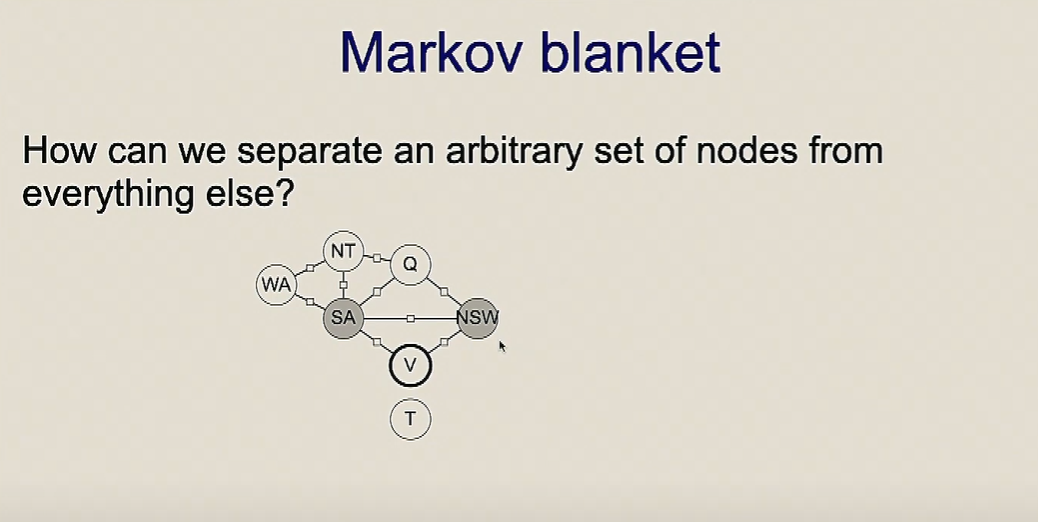 Markov blanket
How can we separate an arbitrary set of nodes from
everything else?
NT
Q
WA
SA
NSW
V
T